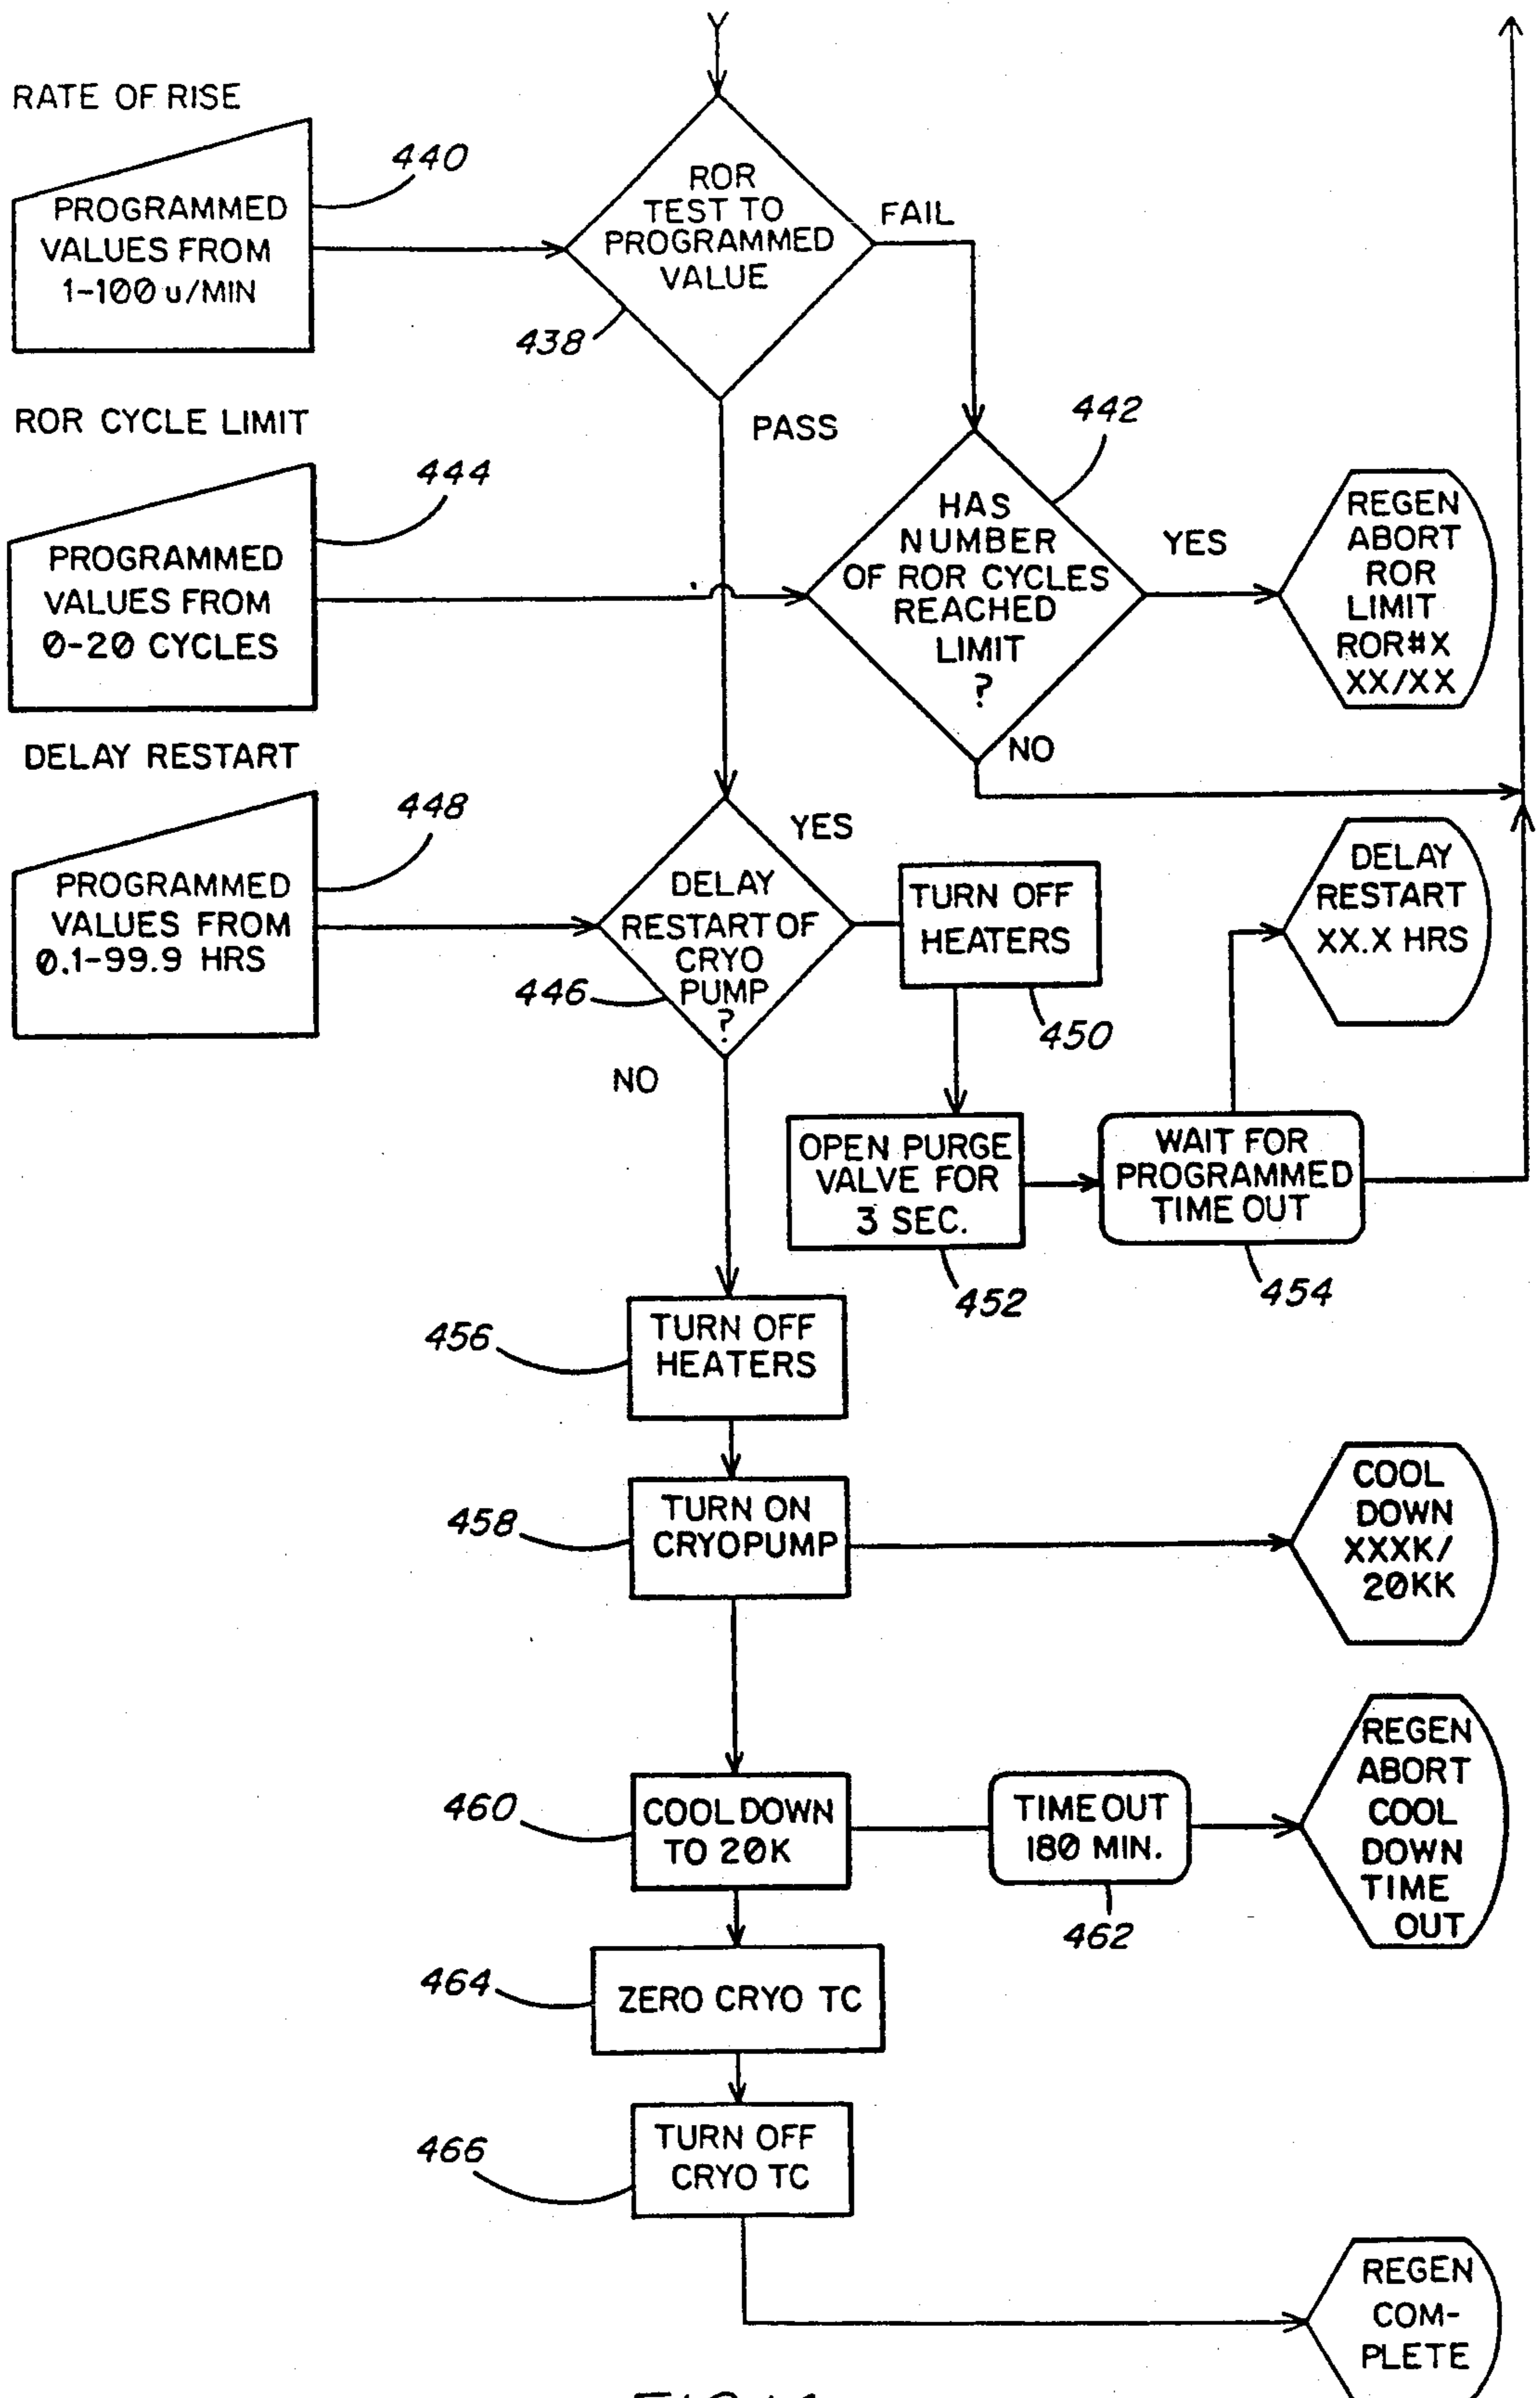 Y
RATE OF RISE
440
PROGRAMMED
VALUES FROM
1-100 u/MIN
ROR
TEST TO
PROGRAMMED
VALUE
438
FAIL
PASS
ROR CYCLE LIMIT
444
PROGRAMMED
VALUES FROM
0-20 CYCLES
442
HAS
NUMBER
OF ROR CYCLES
REACHED
LIMIT
?
YES
NO
REGEN
ABORT
ROR
LIMIT
ROR#X
XX/XX
DELAY RESTART
448
PROGRAMMED
VALUES FROM
0.1-99.9 HRS
DELAY
RESTART OF
CRYO
PUMP
?
446
YES
NO
TURN OFF
HEATERS
450
DELAY
RESTART
XX.X HRS
OPEN PURGE
VALVE FOR
3 SEC.
452
WAIT FOR
PROGRAMMED
TIME OUT
454
456
TURN OFF
HEATERS
458
TURN ON
CRYOPUMP
COOL
DOWN
XXXK/
20KK
460
COOL DOWN
TO 20K
TIME OUT
180 MIN.
462
REGEN
ABORT
COOL
DOWN
TIME
OUT
464
ZERO CRYO TC
466
TURN OFF
CRYO TC
REGEN
COM-
PLETE